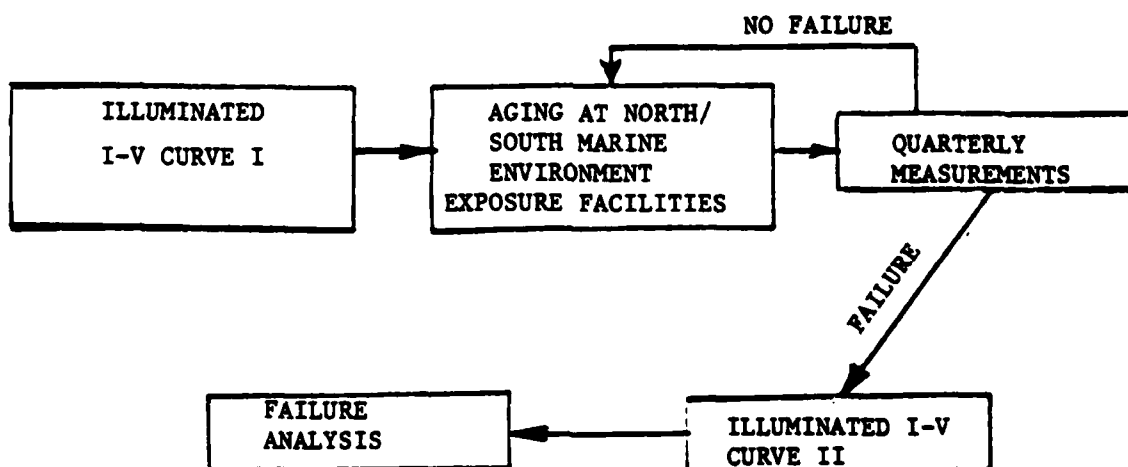 NO FAILURE
ILLUMINATED
I-V CURVE I
AGING AT NORTH/
SOUTH MARINE
ENVIRONMENT
EXPOSURE FACILITIES
QUARTERLY
MEASUREMENTS
FAILURE
FAILURE
ANALYSIS
ILLUMINATED I-V
CURVE II